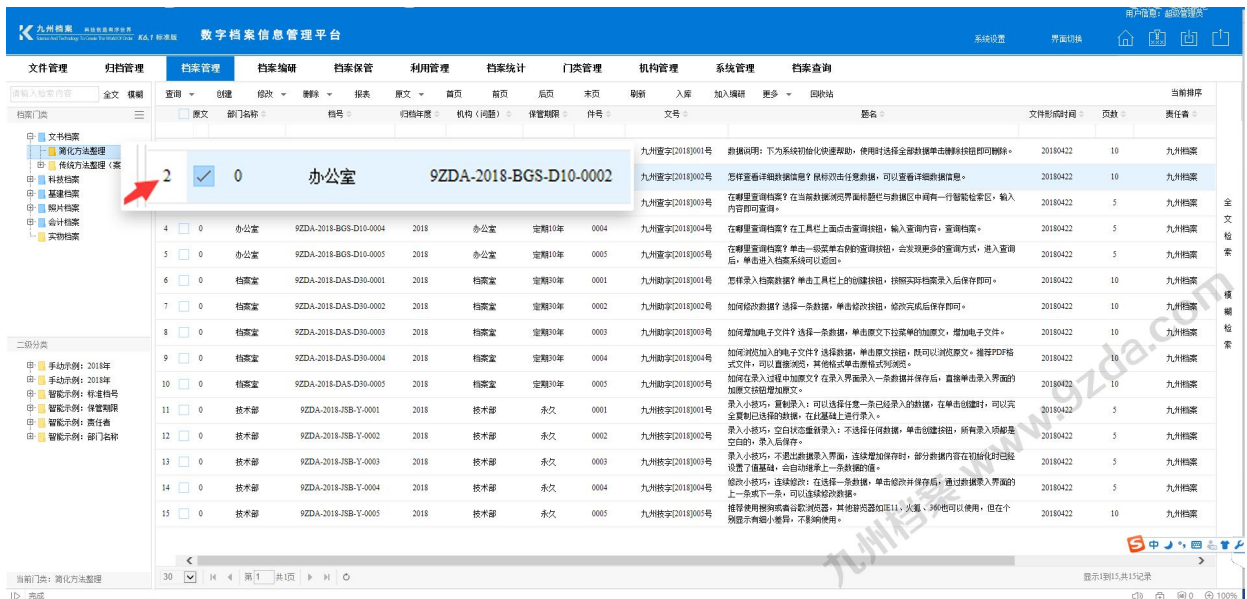 用户信息：超级管理员
九州档案 科技创造美好世界 K6.1 标准版 数字档案信息管理平台 系统设置 界面切换
文件管理 归档管理 档案管理 档案编研 档案保管 利用管理 档案统计 门类管理 机构管理 系统管理 档案查询
请输入检索内容 全文 模糊 查询 创建 修改 删除 报表 原文 首页 前页 后页 末页 刷新 入库 加入编研 更多 回收站 当前排序
档案门类 原文 部门名称 档号 归档年度 机构（问题） 保管期限 件号 文号 题名 文件形成时间 页数 责任者
文书档案
简化方法整理
传统方法整理（案
科技档案
基建档案
照片档案
会计档案
实物档案
二级分类
手动示例：2018年
手动示例：2018年
智能示例：标准档号
智能示例：保管期限
智能示例：责任者
智能示例：部门名称
当前门类：简化方法整理
九州查字[2018]001号 数据说明：下为系统初始化快速帮助，使用时选择全部数据单击删除按钮即可删除。 20180422 10 九州档案
2 0 办公室 9ZDA-2018-BGS-D10-0002
九州查字[2018]002号 怎样查看详细数据信息？鼠标双击任意数据，可以查看详细数据信息。 20180422 10 九州档案
九州查字[2018]003号 在哪里查询档案？在当前数据浏览界面标题栏与数据区中间有一行智能检索区，输入
内容即可查询。 20180422 5 九州档案
4 0 办公室 9ZDA-2018-BGS-D10-0004 2018 办公室 定期10年 0004 九州查字[2018]004号 在哪里查询档案？在工具栏上面点击查询按钮，输入查询内容，查询档案。 20180422 5 九州档案
5 0 办公室 9ZDA-2018-BGS-D10-0005 2018 办公室 定期10年 0005 九州查字[2018]005号 在哪里查询档案？单击一级菜单右侧的查询按钮，会发现更多的查询方式，进入查询
后，单击进入档案系统可以返回。 20180422 5 九州档案
6 0 档案室 9ZDA-2018-DAS-D30-0001 2018 档案室 定期30年 0001 九州助字[2018]001号 怎样录入档案数据？单击工具栏上的创建按钮，按照实际档案录入后保存即可。 20180422 10 九州档案
7 0 档案室 9ZDA-2018-DAS-D30-0002 2018 档案室 定期30年 0002 九州助字[2018]002号 如何修改数据？选择一条数据，单击修改按钮，修改完成后保存即可。 20180422 10 九州档案
8 0 档案室 9ZDA-2018-DAS-D30-0003 2018 档案室 定期30年 0003 九州助字[2018]003号 如何增加电子文件？选择一条数据，单击原文下拉菜单的加原文，增加电子文件。 20180422 10 九州档案
9 0 档案室 9ZDA-2018-DAS-D30-0004 2018 档案室 定期30年 0004 九州助字[2018]004号 如何浏览加入的电子文件？选择数据，单击原文按钮，既可以浏览原文。推荐PDF格
式文件，可以直接浏览，其他格式单击原格式列浏览。 20180422 10 九州档案
10 0 档案室 9ZDA-2018-DAS-D30-0005 2018 档案室 定期30年 0005 九州助字[2018]005号 如何在录入过程中加原文？在录入界面录入一条数据并保存后，直接单击录入界面的
加原文按钮增加原文。 20180422 10 九州档案
11 0 技术部 9ZDA-2018-JSB-Y-0001 2018 技术部 永久 0001 九州技字[2018]001号 录入小技巧，复制录入：可以选择任意一条已经录入的数据，在单击创建时，可以完
全复制已选择的数据，在此基础上进行录入。 20180422 5 九州档案
12 0 技术部 9ZDA-2018-JSB-Y-0002 2018 技术部 永久 0002 九州技字[2018]002号 录入小技巧，空白状态重新录入：不选择任何数据，单击创建按钮，所有录入项都是
空白的，录入后保存。 20180422 5 九州档案
13 0 技术部 9ZDA-2018-JSB-Y-0003 2018 技术部 永久 0003 九州技字[2018]003号 录入小技巧，不退出数据录入界面，连续增加保存时，部分数据内容在初始化时已经
设置了值基础，会自动继承上一条数据的值。 20180422 5 九州档案
14 0 技术部 9ZDA-2018-JSB-Y-0004 2018 技术部 永久 0004 九州技字[2018]004号 修改小技巧，连续修改：在选择一条数据，单击修改并保存后，通过数据录入界面的
上一条或下一条，可以连续修改数据。 20180422 5 九州档案
15 0 技术部 9ZDA-2018-JSB-Y-0005 2018 技术部 永久 0005 九州技字[2018]005号 推荐使用搜狗或者谷歌浏览器，其他游览器如IE11、火狐、360也可以使用，但在个
别显示有细小差异，不影响使用。 20180422 10 九州档案
全文检索
模糊检索
九州档案 www.9zda.com
中
30 第 1 共1页 显示1到15,共15记录
完成 0 100%